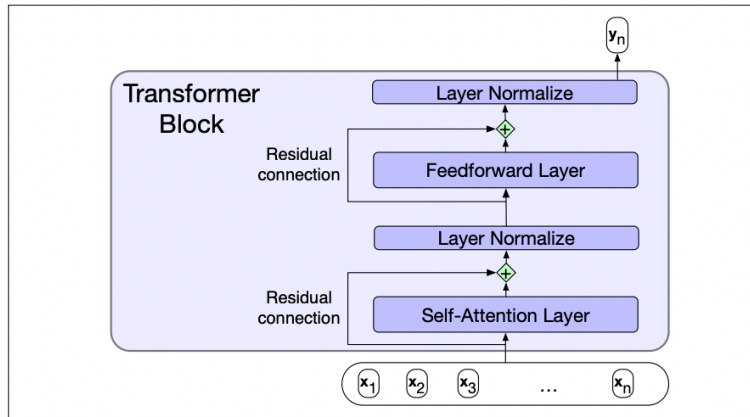 yn
Transformer
Block
Layer Normalize
+
Residual
connection
Feedforward Layer
Layer Normalize
+
Residual
connection
Self-Attention Layer
x1 x2 x3 ... xn